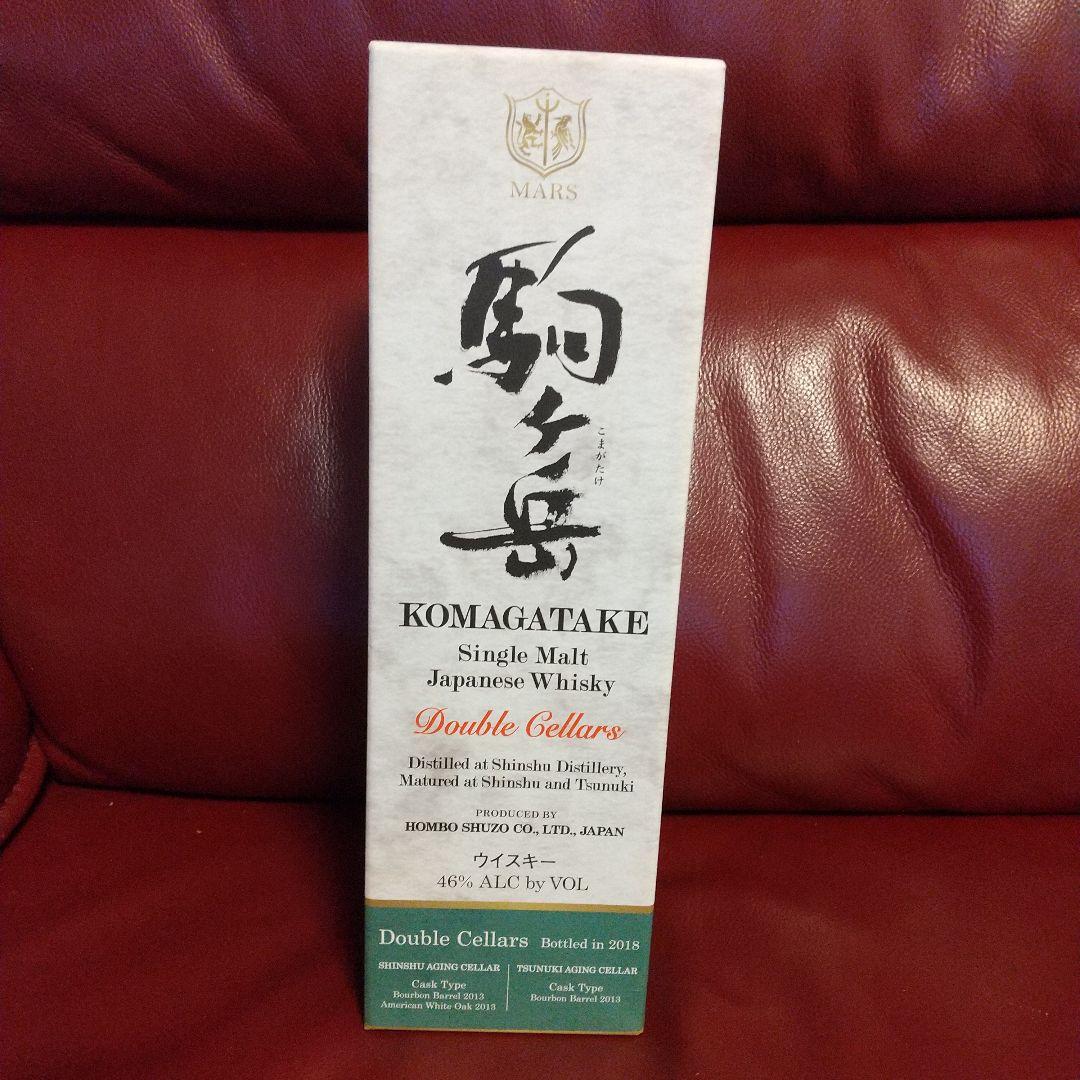 MARS
駒ヶ岳
こまがたけ
KOMAGATAKE
Single Malt
Japanese Whisky
Double Cellars
Distilled at Shinshu Distillery,
Matured at Shinshu and Tsunuki
PRODUCED BY
HOMBO SHUZO CO., LTD., JAPAN
ウイスキー
46% ALC by VOL
Double Cellars Bottled in 2018
SHINSHU AGING CELLAR
Cask Type
Bourbon Barrel 2013
American White Oak 2013
TSUNUKI AGING CELLAR
Cask Type
Bourbon Barrel 2013